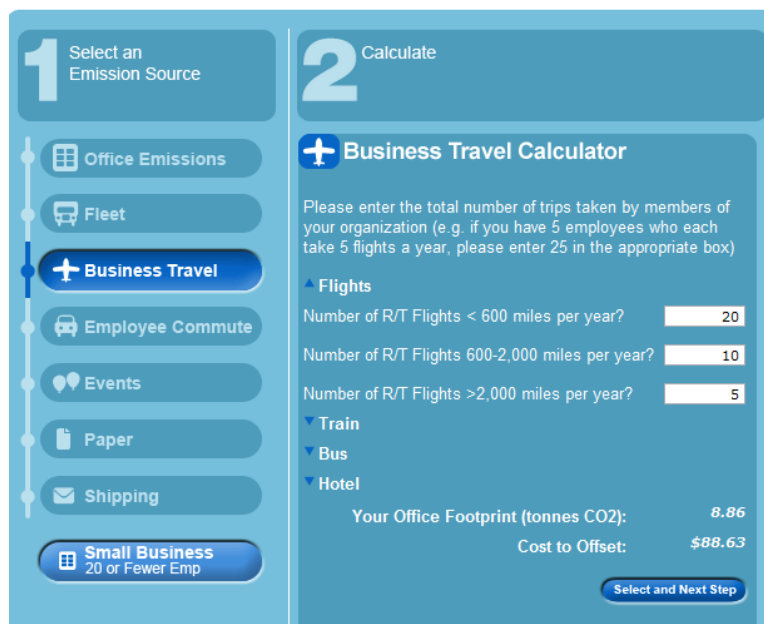 1
Select an
Emission Source
Office Emissions
Fleet
Business Travel
Employee Commute
Events
Paper
Shipping
Small Business
20 or Fewer Emp
2
Calculate
Business Travel Calculator
Please enter the total number of trips taken by members of
your organization (e.g. if you have 5 employees who each
take 5 flights a year, please enter 25 in the appropriate box)
Flights
Number of R/T Flights < 600 miles per year? 20
Number of R/T Flights 600-2,000 miles per year? 10
Number of R/T Flights >2,000 miles per year? 5
Train
Bus
Hotel
Your Office Footprint (tonnes CO2): 8.86
Cost to Offset: $88.63
Select and Next Step